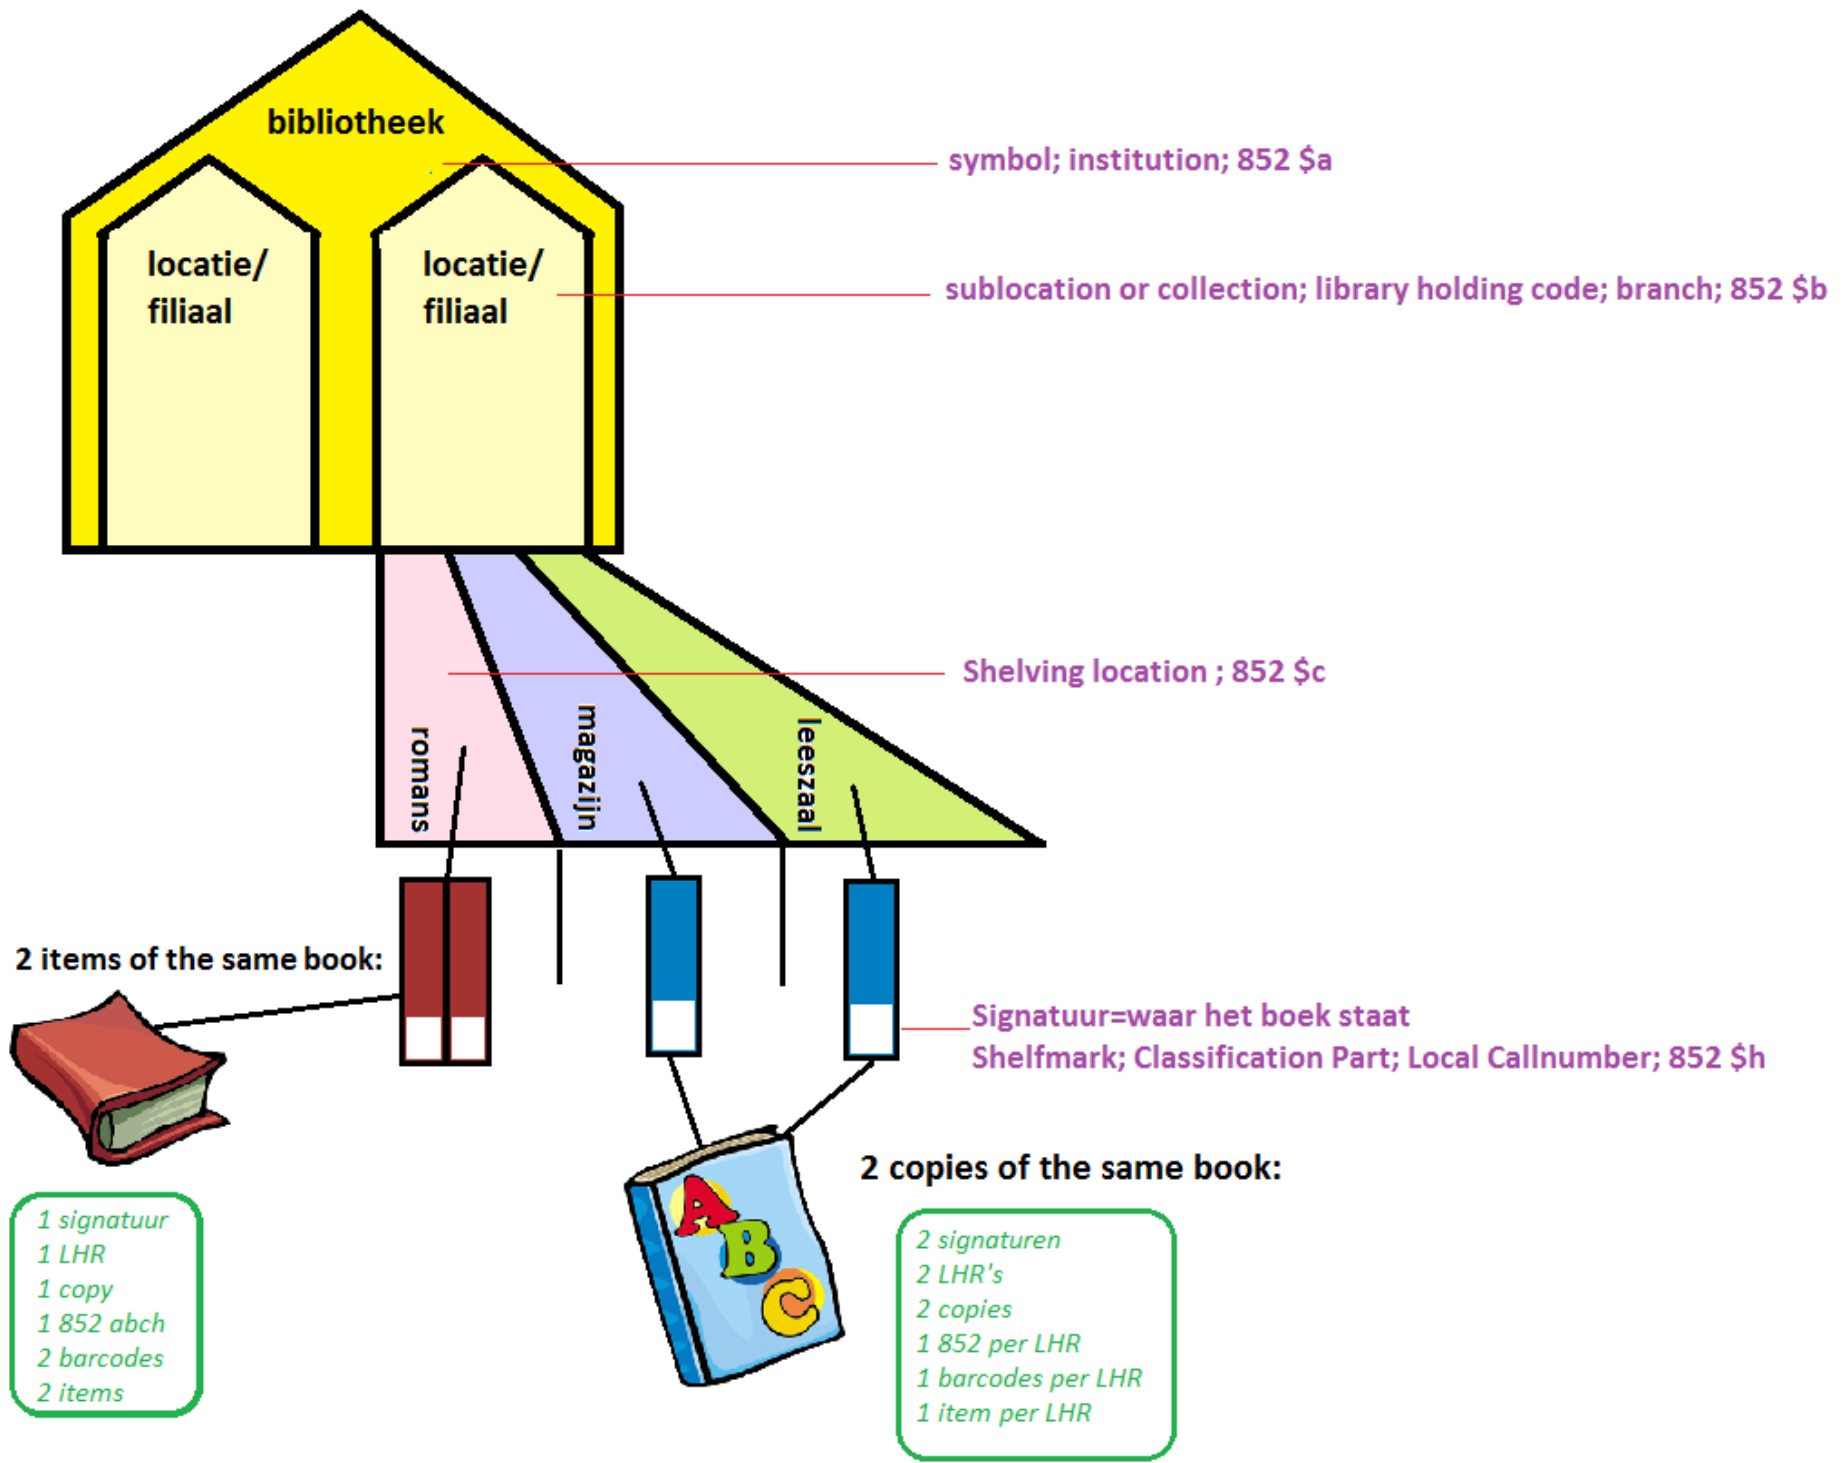 bibliotheek
symbol; institution; 852 $a
locatie/
filiaal
locatie/
filiaal
sublocation or collection; library holding code; branch; 852 $b
Shelving location ; 852 $c
romans
magazijn
leeszaal
2 items of the same book:
Signatuur=waar het boek staat
Shelfmark; Classification Part; Local Callnumber; 852 $h
A
B
C
2 copies of the same book:
1 signatuur
1 LHR
1 copy
1 852 abch
2 barcodes
2 items
2 signaturen
2 LHR's
2 copies
1 852 per LHR
1 barcodes per LHR
1 item per LHR